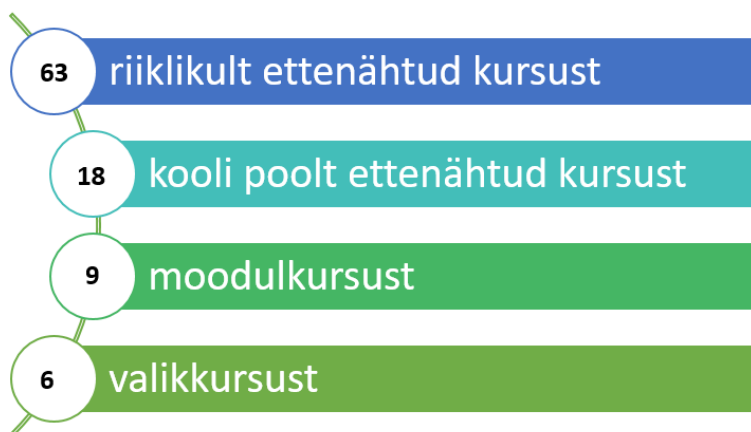 63 riiklikult ettenähtud kursust
18 kooli poolt ettenähtud kursust
9 moodulkursust
6 valikkursust